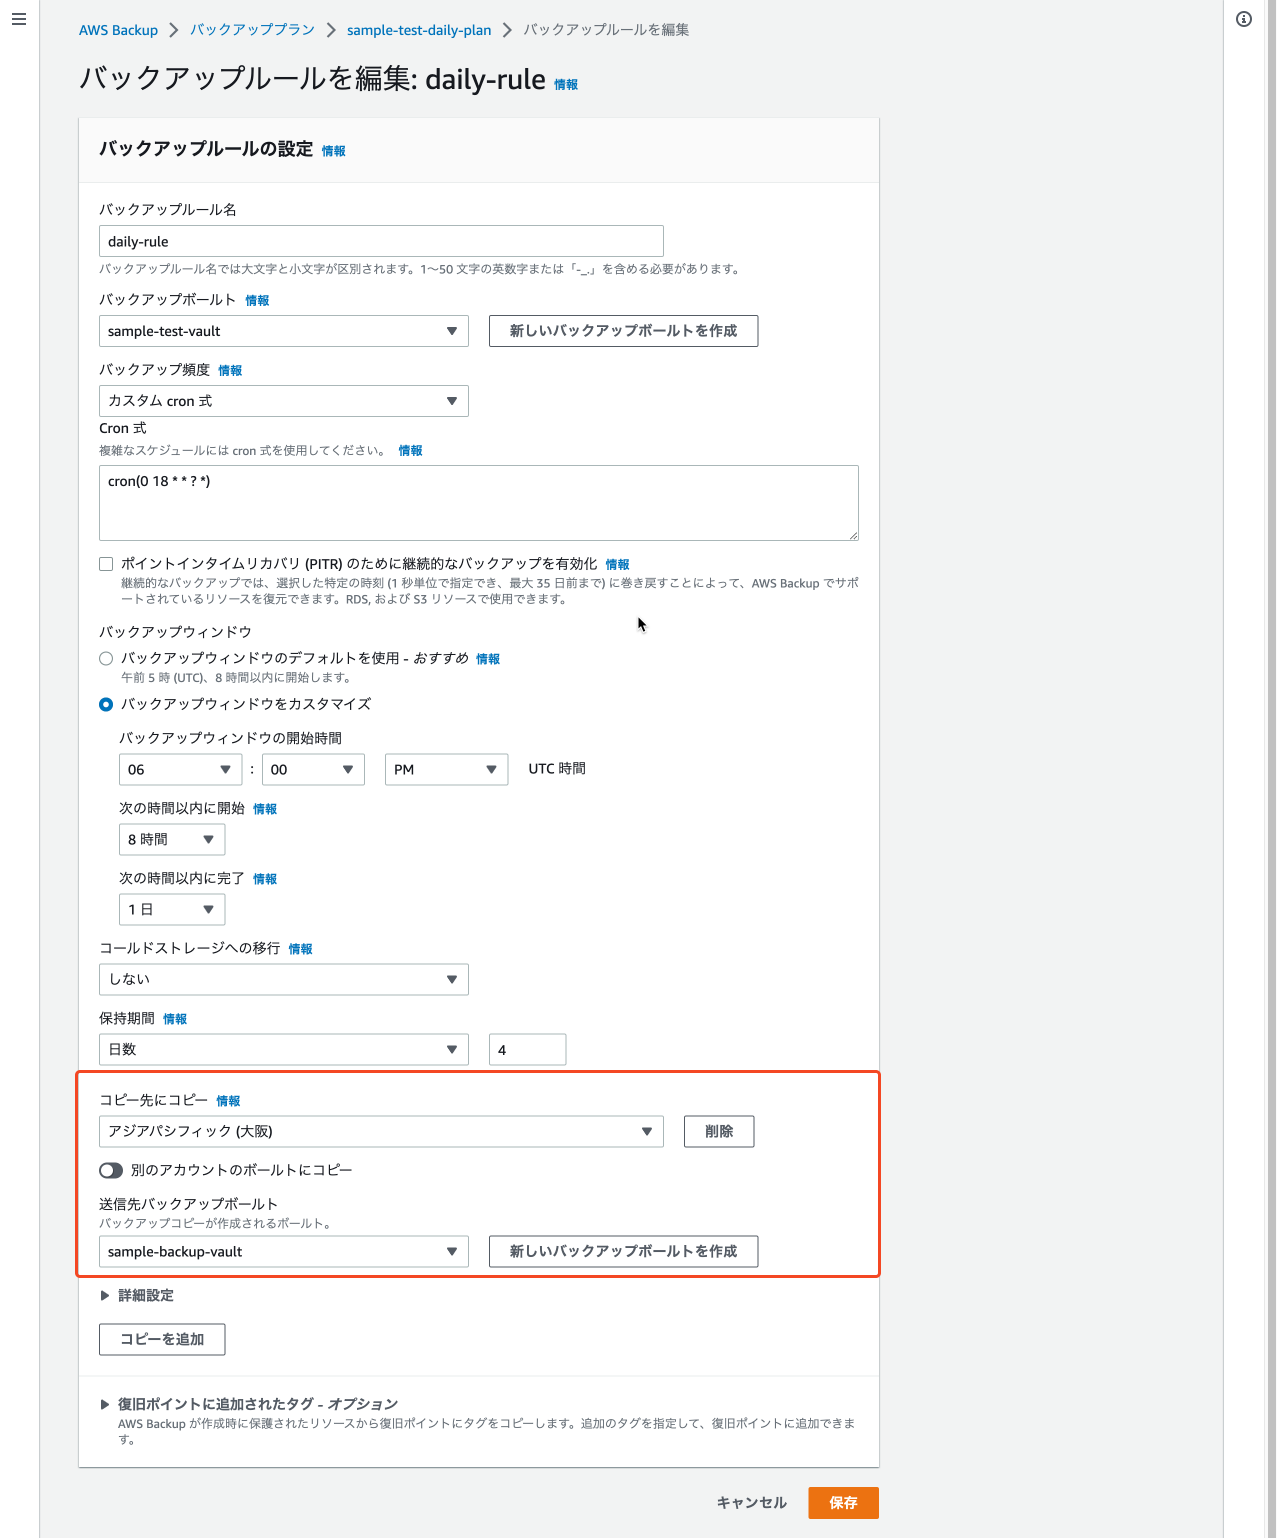 AWS Backup > バックアッププラン > sample-test-daily-plan > バックアップルールを編集
バックアップルールを編集: daily-rule 情報
バックアップルールの設定 情報
バックアップルール名
daily-rule
バックアップルール名では大文字と小文字が区別されます。1〜50 文字の英数字または「-_.」を含める必要があります。
バックアップボールト 情報
sample-test-vault 新しいバックアップボールトを作成
バックアップ頻度 情報
カスタム cron 式
Cron 式
複雑なスケジュールには cron 式を使用してください。 情報
cron(0 18 * * ? *)
ポイントインタイムリカバリ (PITR) のために継続的なバックアップを有効化 情報
継続的なバックアップでは、選択した特定の時刻 (1 秒単位で指定でき、最大 35 日前まで) に巻き戻すことによって、AWS Backup でサポ
ートされているリソースを復元できます。RDS, および S3 リソースで使用できます。
バックアップウィンドウ
バックアップウィンドウのデフォルトを使用 - おすすめ 情報
午前 5 時 (UTC)、8 時間以内に開始します。
バックアップウィンドウをカスタマイズ
バックアップウィンドウの開始時間
06 : 00 PM UTC 時間
次の時間以内に開始 情報
8 時間
次の時間以内に完了 情報
1 日
コールドストレージへの移行 情報
しない
保持期間 情報
日数 4
コピー先にコピー 情報
アジアパシフィック (大阪) 削除
別のアカウントのボールトにコピー
送信先バックアップボールト
バックアップコピーが作成されるボールト。
sample-backup-vault 新しいバックアップボールトを作成
詳細設定
コピーを追加
復旧ポイントに追加されたタグ - オプション
AWS Backup が作成時に保護されたリソースから復旧ポイントにタグをコピーします。追加のタグを指定して、復旧ポイントに追加できま
す。
キャンセル 保存